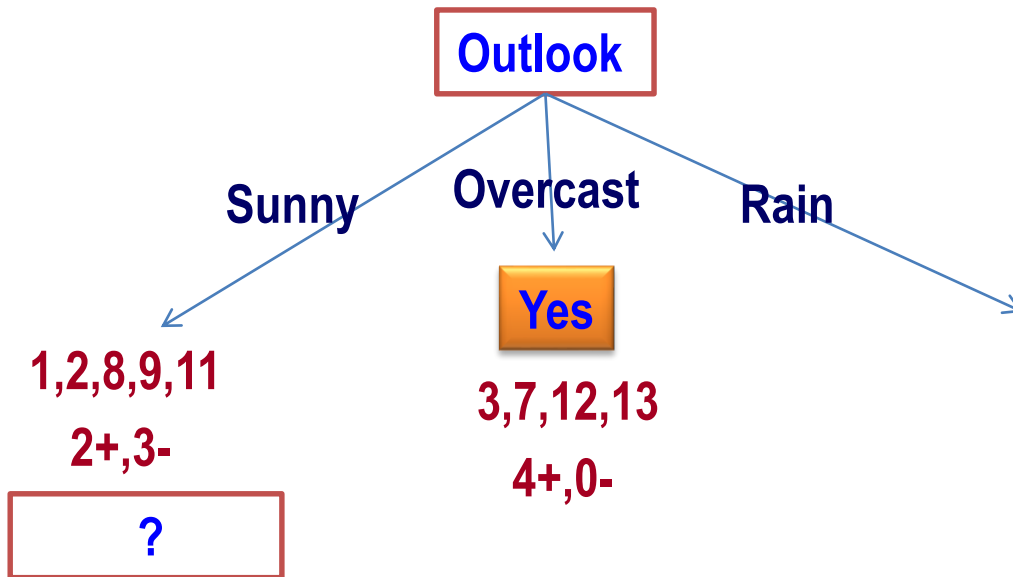 Outlook
Sunny
Overcast
Rain
Yes
1,2,8,9,11
2+,3-
3,7,12,13
4+,0-
?